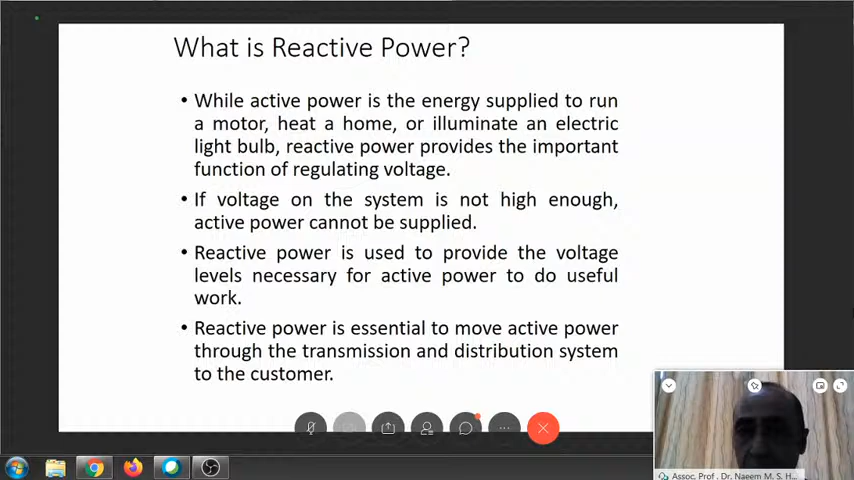 What is Reactive Power?
• While active power is the energy supplied to run
a motor, heat a home, or illuminate an electric
light bulb, reactive power provides the important
function of regulating voltage.
• If voltage on the system is not high enough,
active power cannot be supplied.
• Reactive power is used to provide the voltage
levels necessary for active power to do useful
work.
• Reactive power is essential to move active power
through the transmission and distribution system
to the customer.
Assoc. Prof . Dr. Naeem M. S. H...